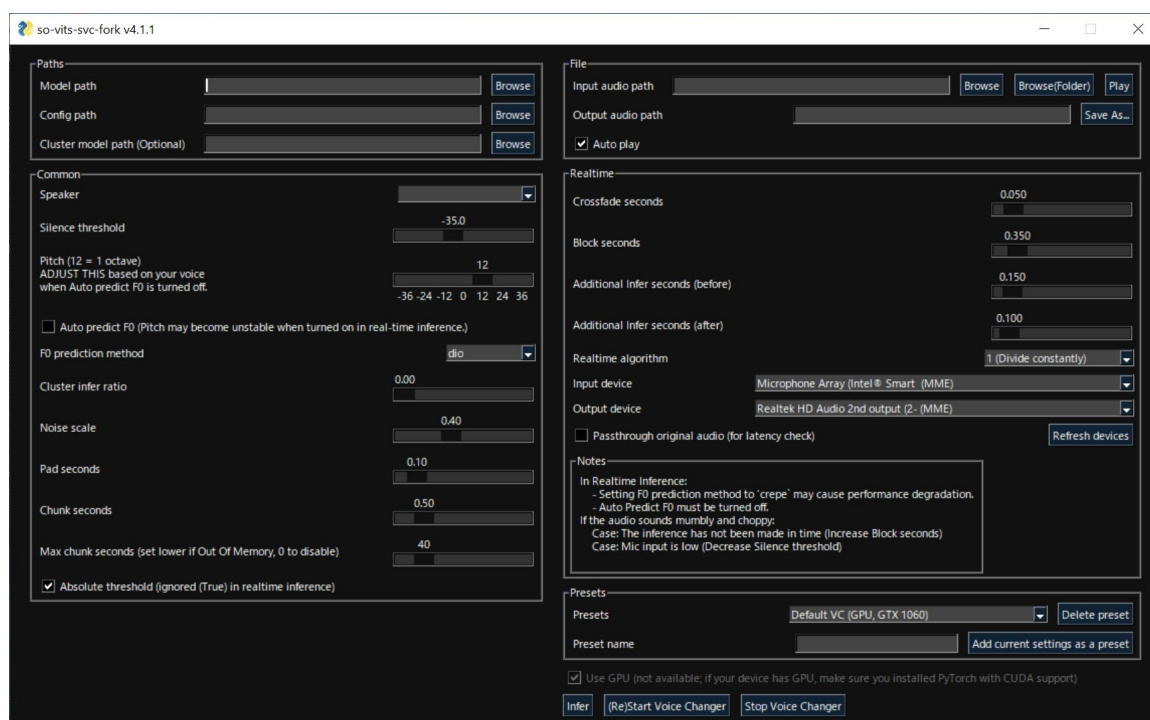 so-vits-svc-fork v4.1.1
Paths
Model path
Browse
Config path
Browse
Cluster model path (Optional)
Browse
Common
Speaker
Silence threshold
-35.0
Pitch (12 = 1 octave)
ADJUST THIS based on your voice
when Auto predict F0 is turned off.
12
-36 -24 -12 0 12 24 36
Auto predict F0 (Pitch may become unstable when turned on in real-time inference.)
F0 prediction method
dio
Cluster infer ratio
0.00
Noise scale
0.40
Pad seconds
0.10
Chunk seconds
0.50
Max chunk seconds (set lower if Out Of Memory, 0 to disable)
40
Absolute threshold (ignored (True) in realtime inference)
File
Input audio path
Browse
Browse(Folder)
Play
Output audio path
Save As...
Auto play
Realtime
Crossfade seconds
0.050
Block seconds
0.350
Additional Infer seconds (before)
0.150
Additional Infer seconds (after)
0.100
Realtime algorithm
1 (Divide constantly)
Input device
Microphone Array (Intel® Smart (MME)
Output device
Realtek HD Audio 2nd output (2- (MME)
Passthrough original audio (for latency check)
Refresh devices
Notes
In Realtime Inference:
- Setting F0 prediction method to 'crepe` may cause performance degradation.
- Auto Predict F0 must be turned off.
If the audio sounds mumbly and choppy:
Case: The inference has not been made in time (Increase Block seconds)
Case: Mic input is low (Decrease Silence threshold)
Presets
Presets
Default VC (GPU, GTX 1060)
Delete preset
Preset name
Add current settings as a preset
Use GPU (not available; if your device has GPU, make sure you installed PyTorch with CUDA support)
Infer
(Re)Start Voice Changer
Stop Voice Changer